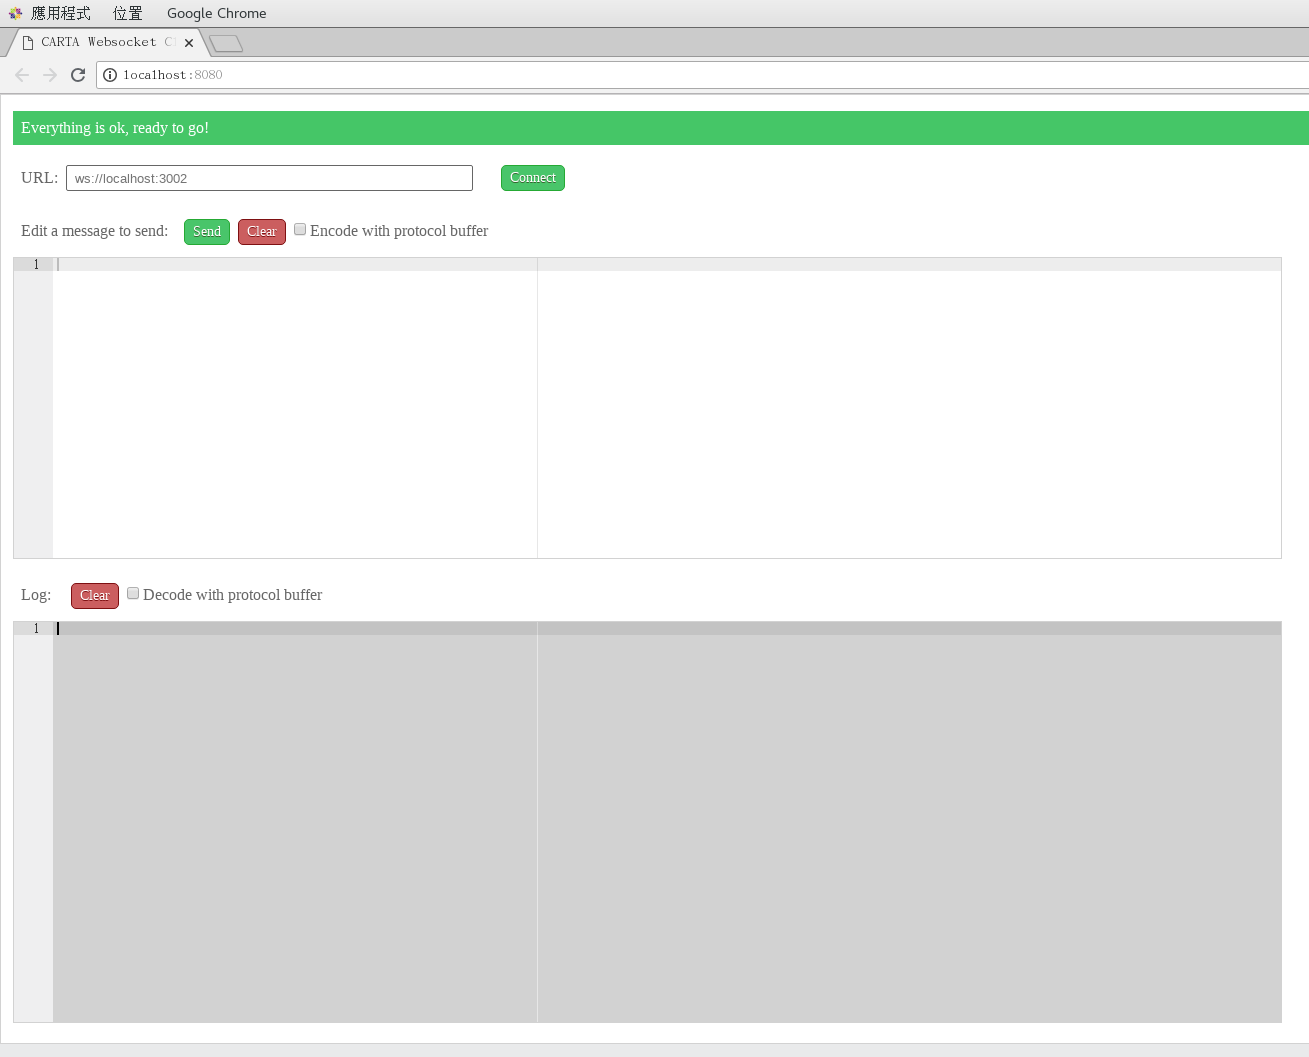 應用程式 位置 Google Chrome
CARTA Websocket
localhost:8080
Everything is ok, ready to go!
URL: ws://localhost:3002 Connect
Edit a message to send: Send Clear Encode with protocol buffer
1
Log: Clear Decode with protocol buffer
1